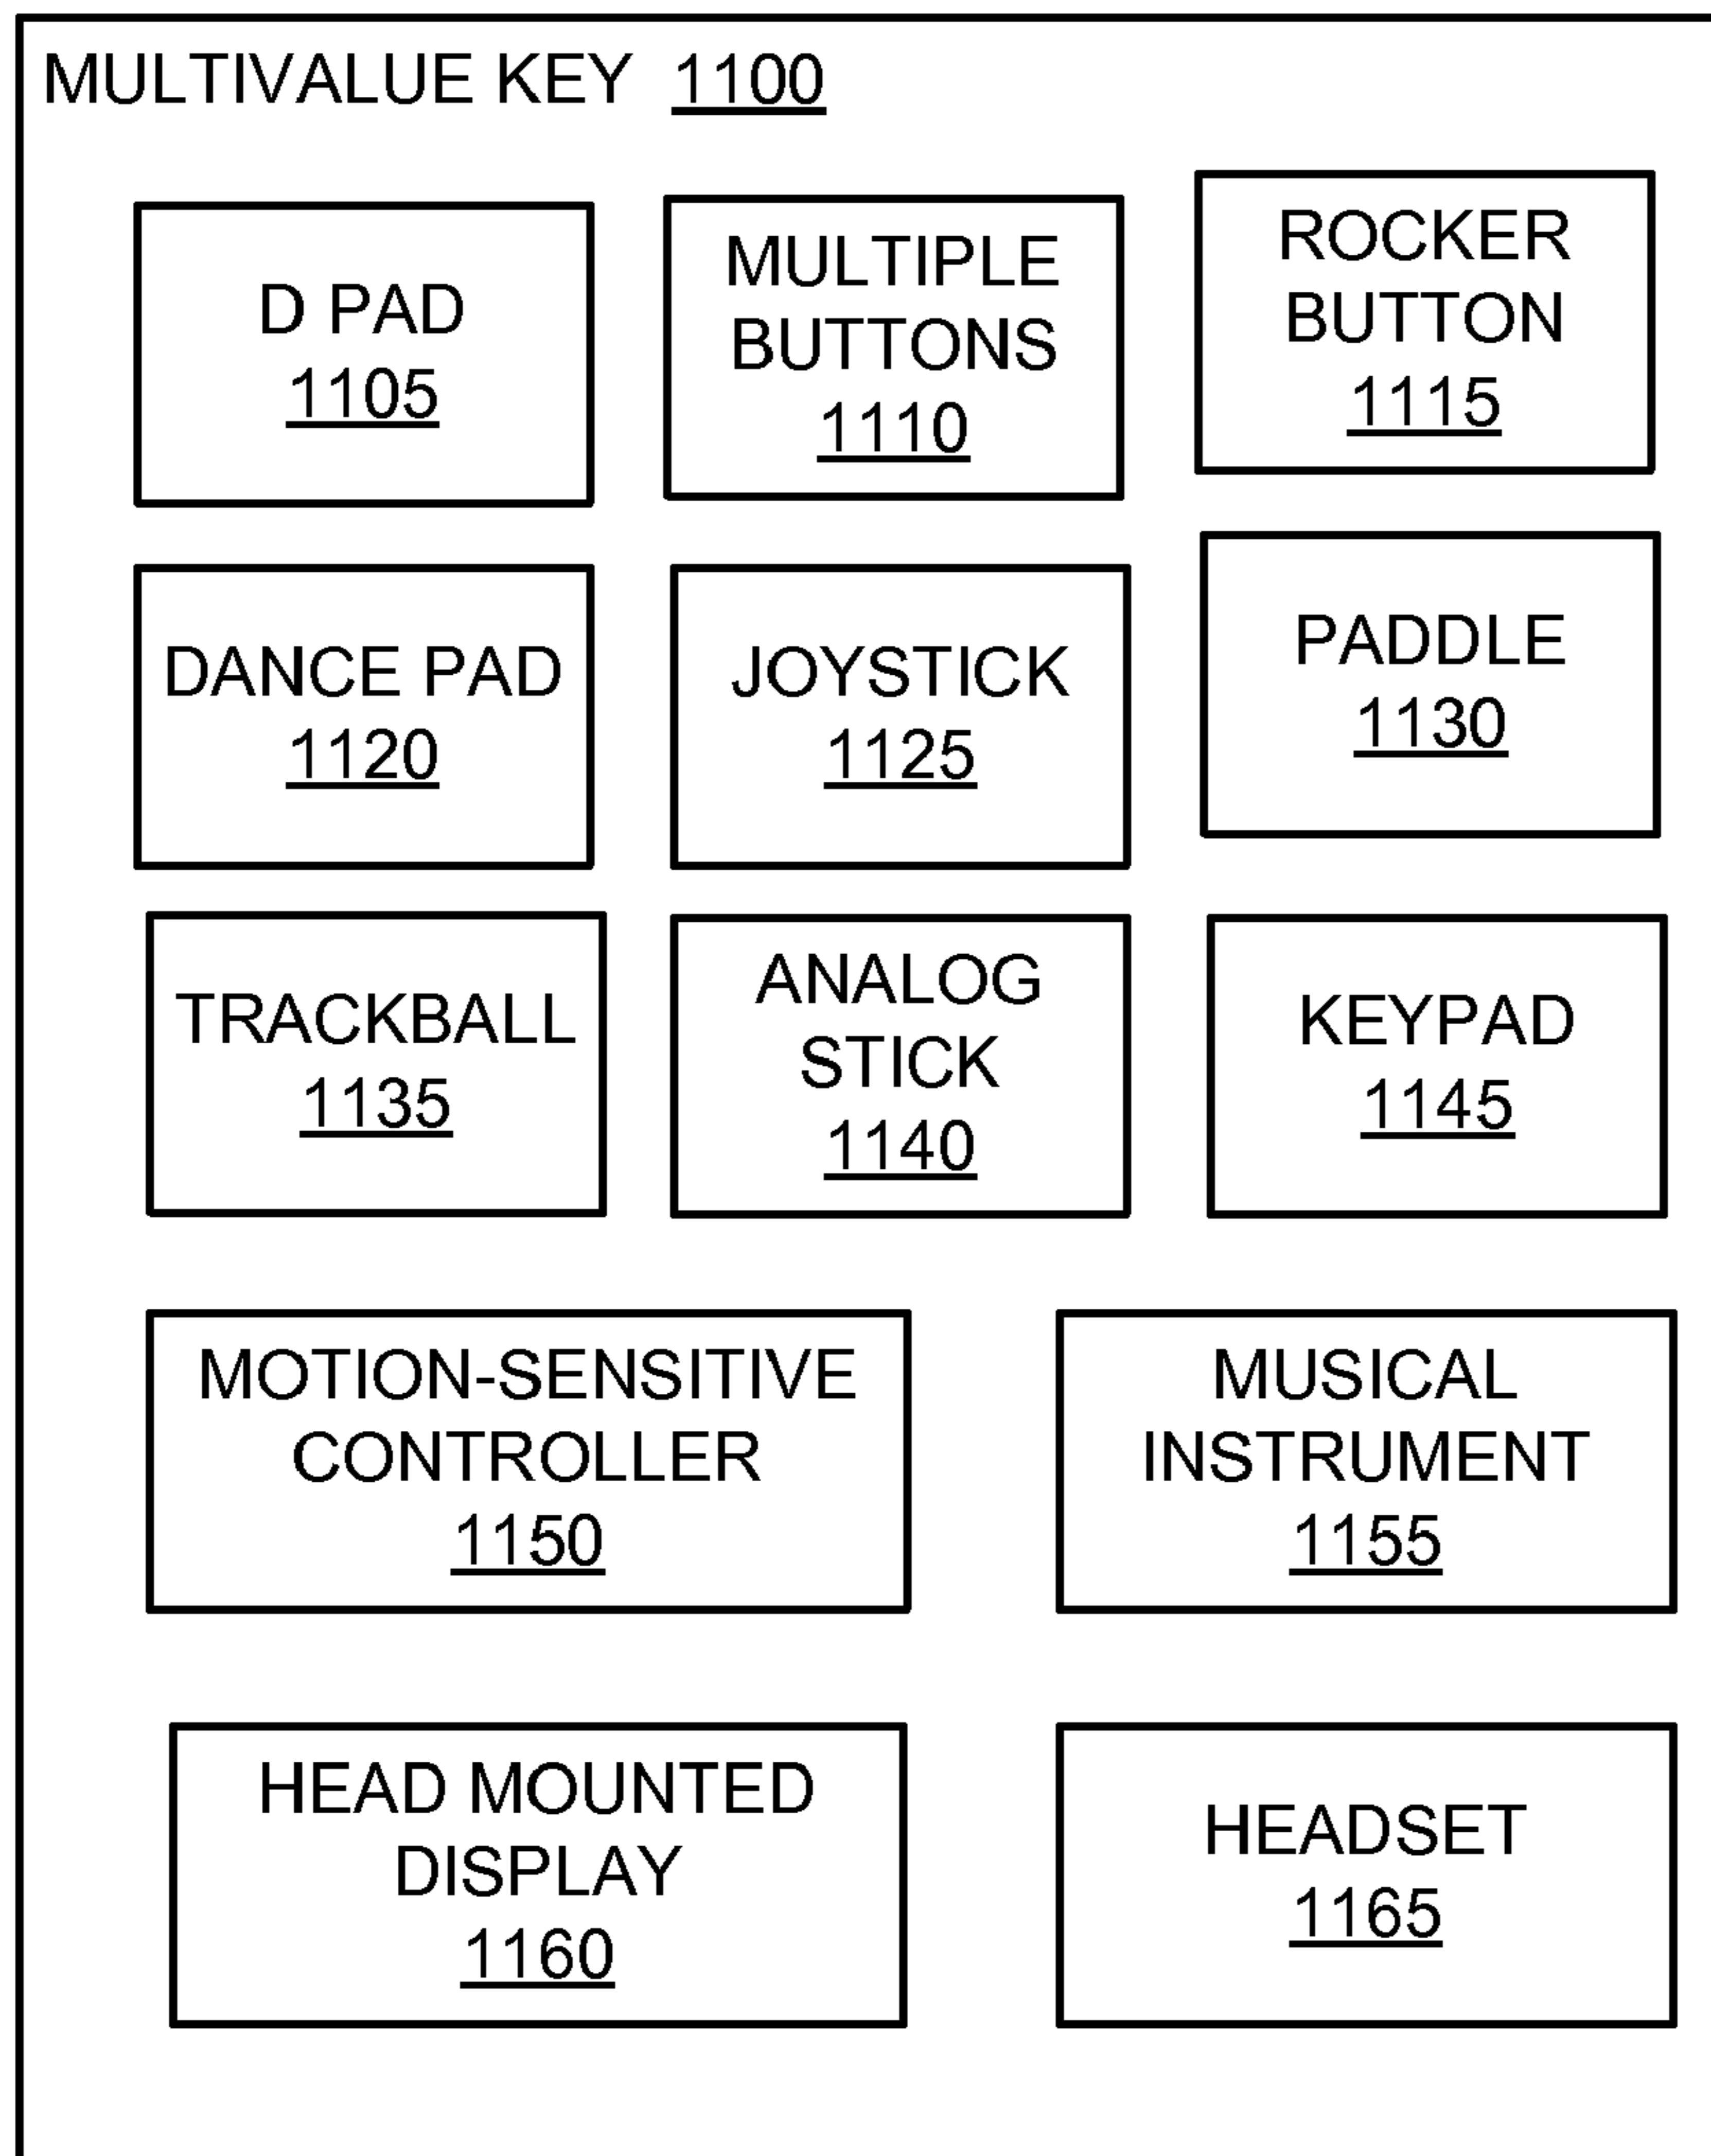 MULTIVALUE KEY 1100
D PAD
1105
MULTIPLE
BUTTONS
1110
ROCKER
BUTTON
1115
DANCE PAD
1120
JOYSTICK
1125
PADDLE
1130
TRACKBALL
1135
ANALOG
STICK
1140
KEYPAD
1145
MOTION-SENSITIVE
CONTROLLER
1150
MUSICAL
INSTRUMENT
1155
HEAD MOUNTED
DISPLAY
1160
HEADSET
1165